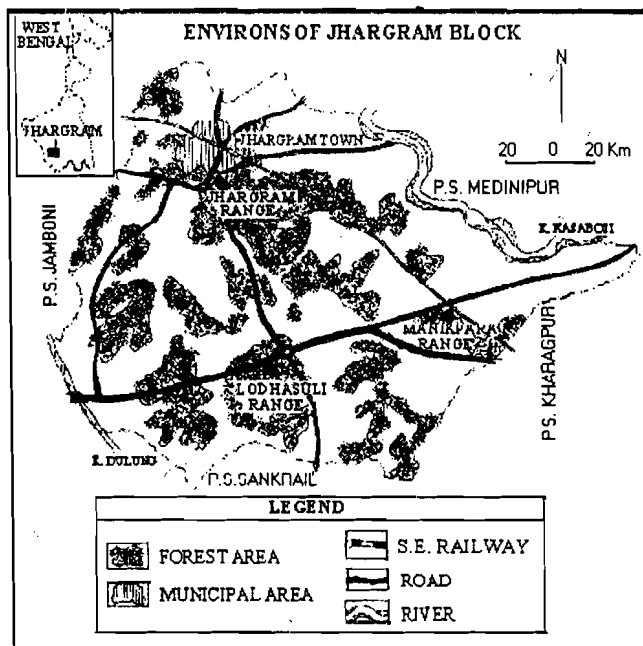 ENVIRONS OF JHARGRAM BLOCK
WEST
BENGAL
JHARGRAM
N
20 0 20 Km
JHARGRAM TOWN
P.S. MEDINIPUR
JHARGRAM
RANGE
R. KASABATI
P.S. JAMBONI
MANIKPARA
RANGE
P.S. KHARAGPUR
LODHASULI
RANGE
R. DULUNG
P.S. SANKRAIL
LEGEND
FOREST AREA
MUNICIPAL AREA
S.E. RAILWAY
ROAD
RIVER